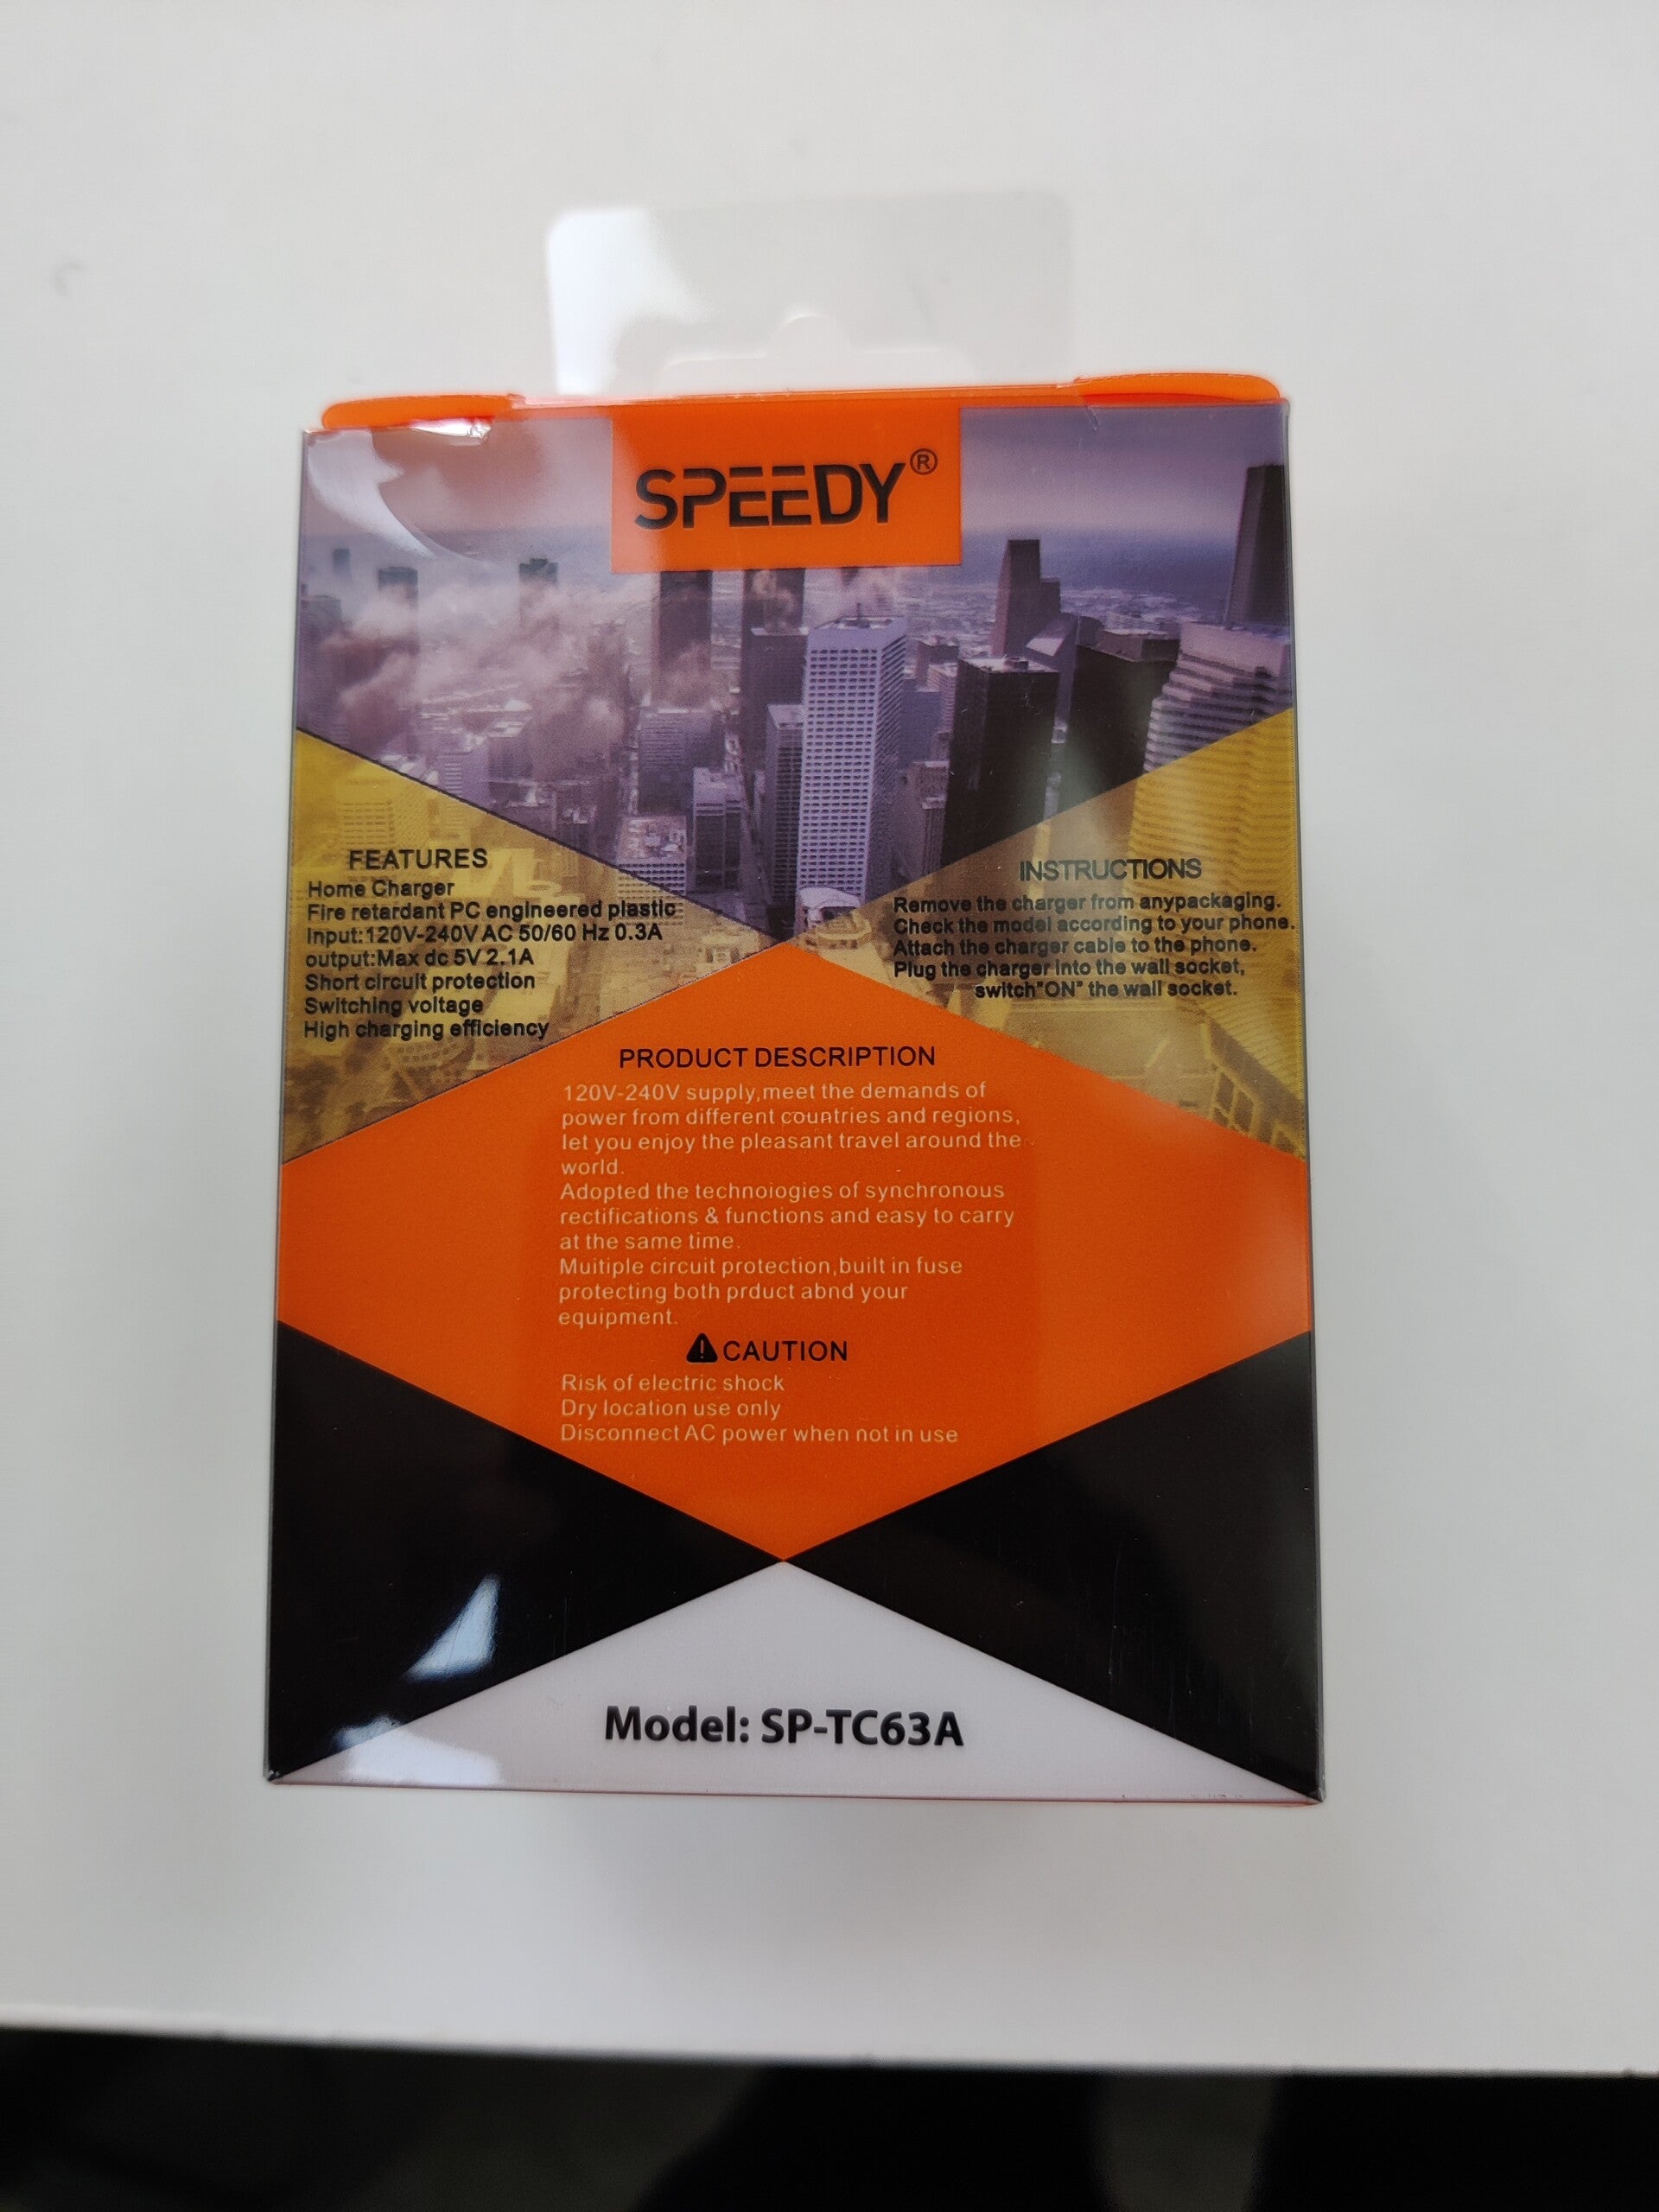 SPEEDY®
FEATURES
Home Charger
Fire retardant PC engineered plastic
Input:120V-240V AC 50/60 Hz 0.3A
output:Max dc 5V 2.1A
Short circuit protection
Switching voltage
High charging efficiency
INSTRUCTIONS
Remove the charger from anypackaging.
Check the model according to your phone.
Attach the charger cable to the phone.
Plug the charger into the wall socket,
switch"ON" the wall socket.
PRODUCT DESCRIPTION
120V-240V supply,meet the demands of
power from different countries and regions,
let you enjoy the pleasant travel around the
world.
Adopted the technoiogies of synchronous
rectifications & functions and easy to carry
at the same time.
Muitiple circuit protection,built in fuse
protecting both prduct abnd your
equipment.
CAUTION
Risk of electric shock
Dry location use only
Disconnect AC power when not in use
Model: SP-TC63A